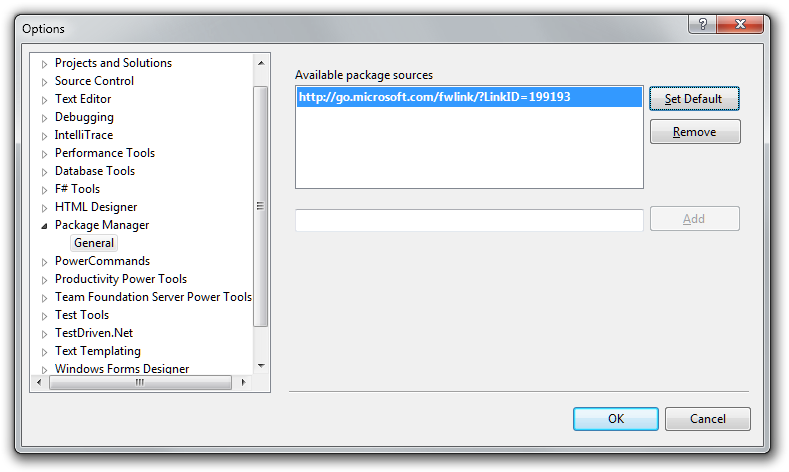 Options
Projects and Solutions
Source Control
Text Editor
Debugging
IntelliTrace
Performance Tools
Database Tools
F# Tools
HTML Designer
Package Manager
General
PowerCommands
Productivity Power Tools
Team Foundation Server Power Tools
Test Tools
TestDriven.Net
Text Templating
Windows Forms Designer
Available package sources
http://go.microsoft.com/fwlink/?LinkID=199193
Set Default
Remove
Add
OK
Cancel